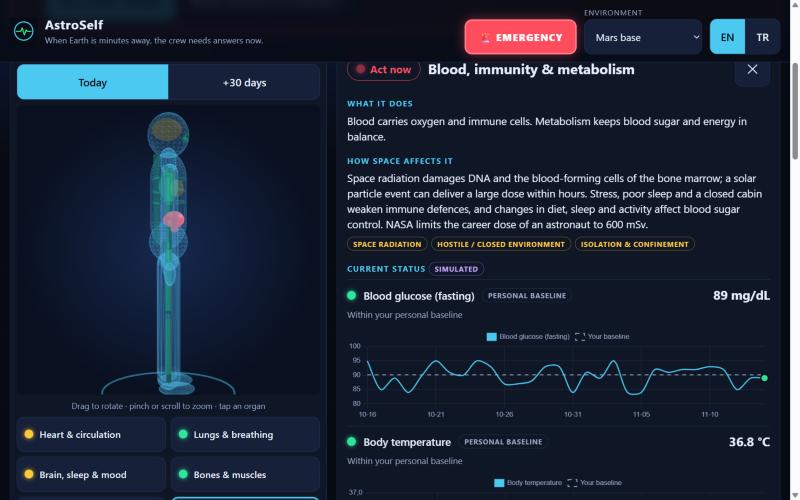 AstroSelf
When Earth is minutes away, the crew needs answers now.
🚨 EMERGENCY
ENVIRONMENT
Mars base
EN
TR
Today
+30 days
Drag to rotate · pinch or scroll to zoom · tap an organ
Heart & circulation
Lungs & breathing
Brain, sleep & mood
Bones & muscles
Act now
Blood, immunity & metabolism
WHAT IT DOES
Blood carries oxygen and immune cells. Metabolism keeps blood sugar and energy in
balance.
HOW SPACE AFFECTS IT
Space radiation damages DNA and the blood-forming cells of the bone marrow; a solar
particle event can deliver a large dose within hours. Stress, poor sleep and a closed cabin
weaken immune defences, and changes in diet, sleep and activity affect blood sugar
control. NASA limits the career dose of an astronaut to 600 mSv.
SPACE RADIATION
HOSTILE / CLOSED ENVIRONMENT
ISOLATION & CONFINEMENT
CURRENT STATUS
SIMULATED
Blood glucose (fasting)
PERSONAL BASELINE
89 mg/dL
Within your personal baseline
Blood glucose (fasting)
Your baseline
100
95
90
85
80
10-16
10-21
10-26
10-31
11-05
11-10
Body temperature
PERSONAL BASELINE
36.8 °C
Within your personal baseline
Body temperature
Your baseline
37,0